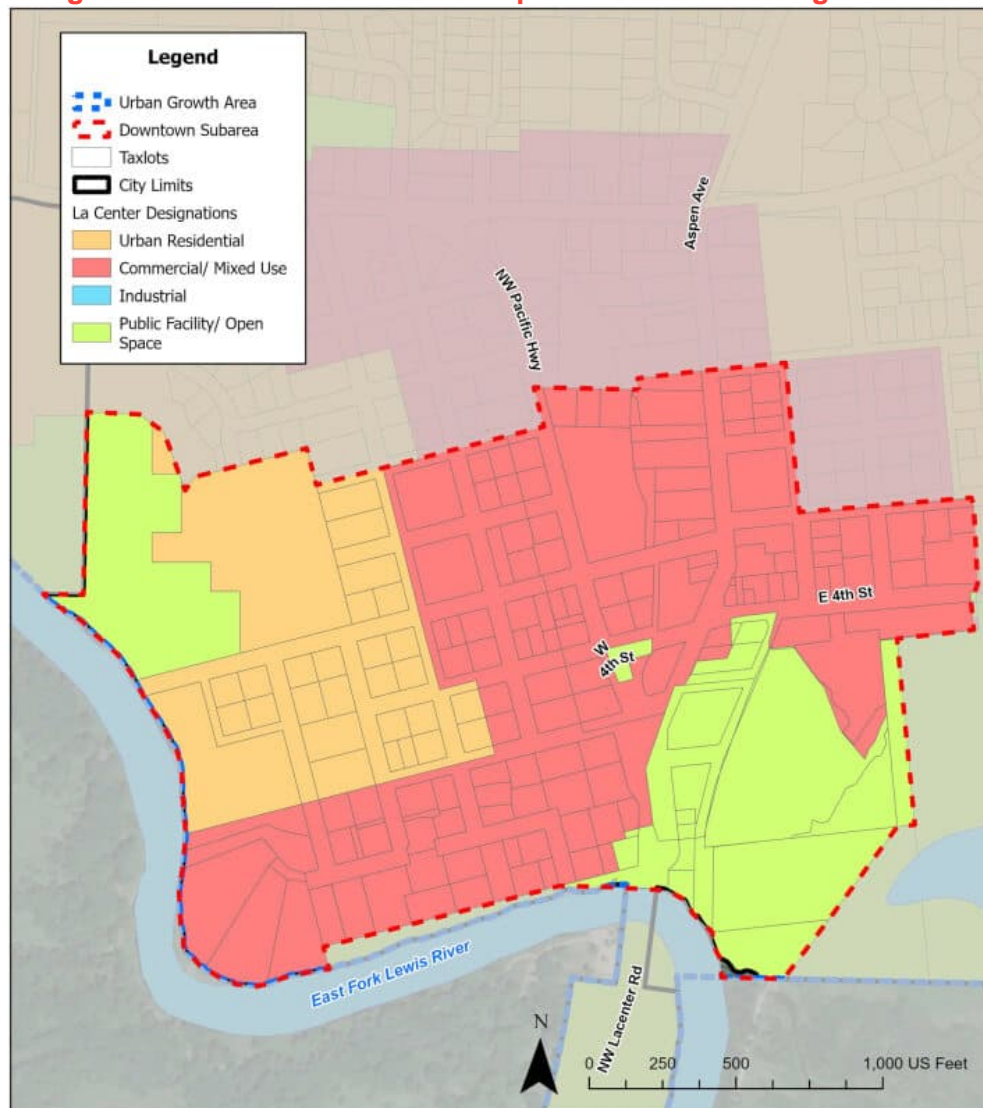 Legend
Urban Growth Area
Downtown Subarea
Taxlots
City Limits
La Center Designations
Urban Residential
Commercial/ Mixed Use
Industrial
Public Facility/ Open
Space
Aspen Ave
NW Pacific Hwy
E 4th St
W
4th St
East Fork Lewis River
NW Lacenter Rd
N
0 250 500 1,000 US Feet